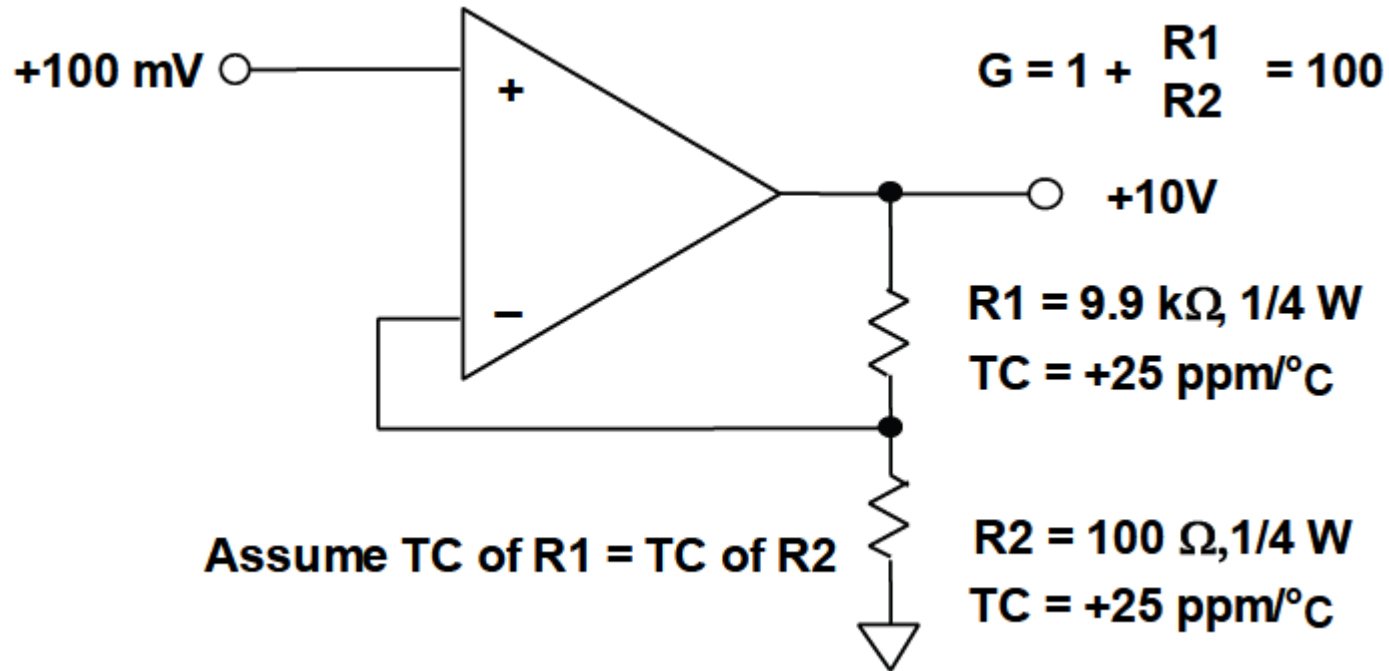 +100 mV
+
−
G = 1 + R1
R2 = 100
+10V
R1 = 9.9 kΩ, 1/4 W
TC = +25 ppm/°C
Assume TC of R1 = TC of R2
R2 = 100 Ω,1/4 W
TC = +25 ppm/°C